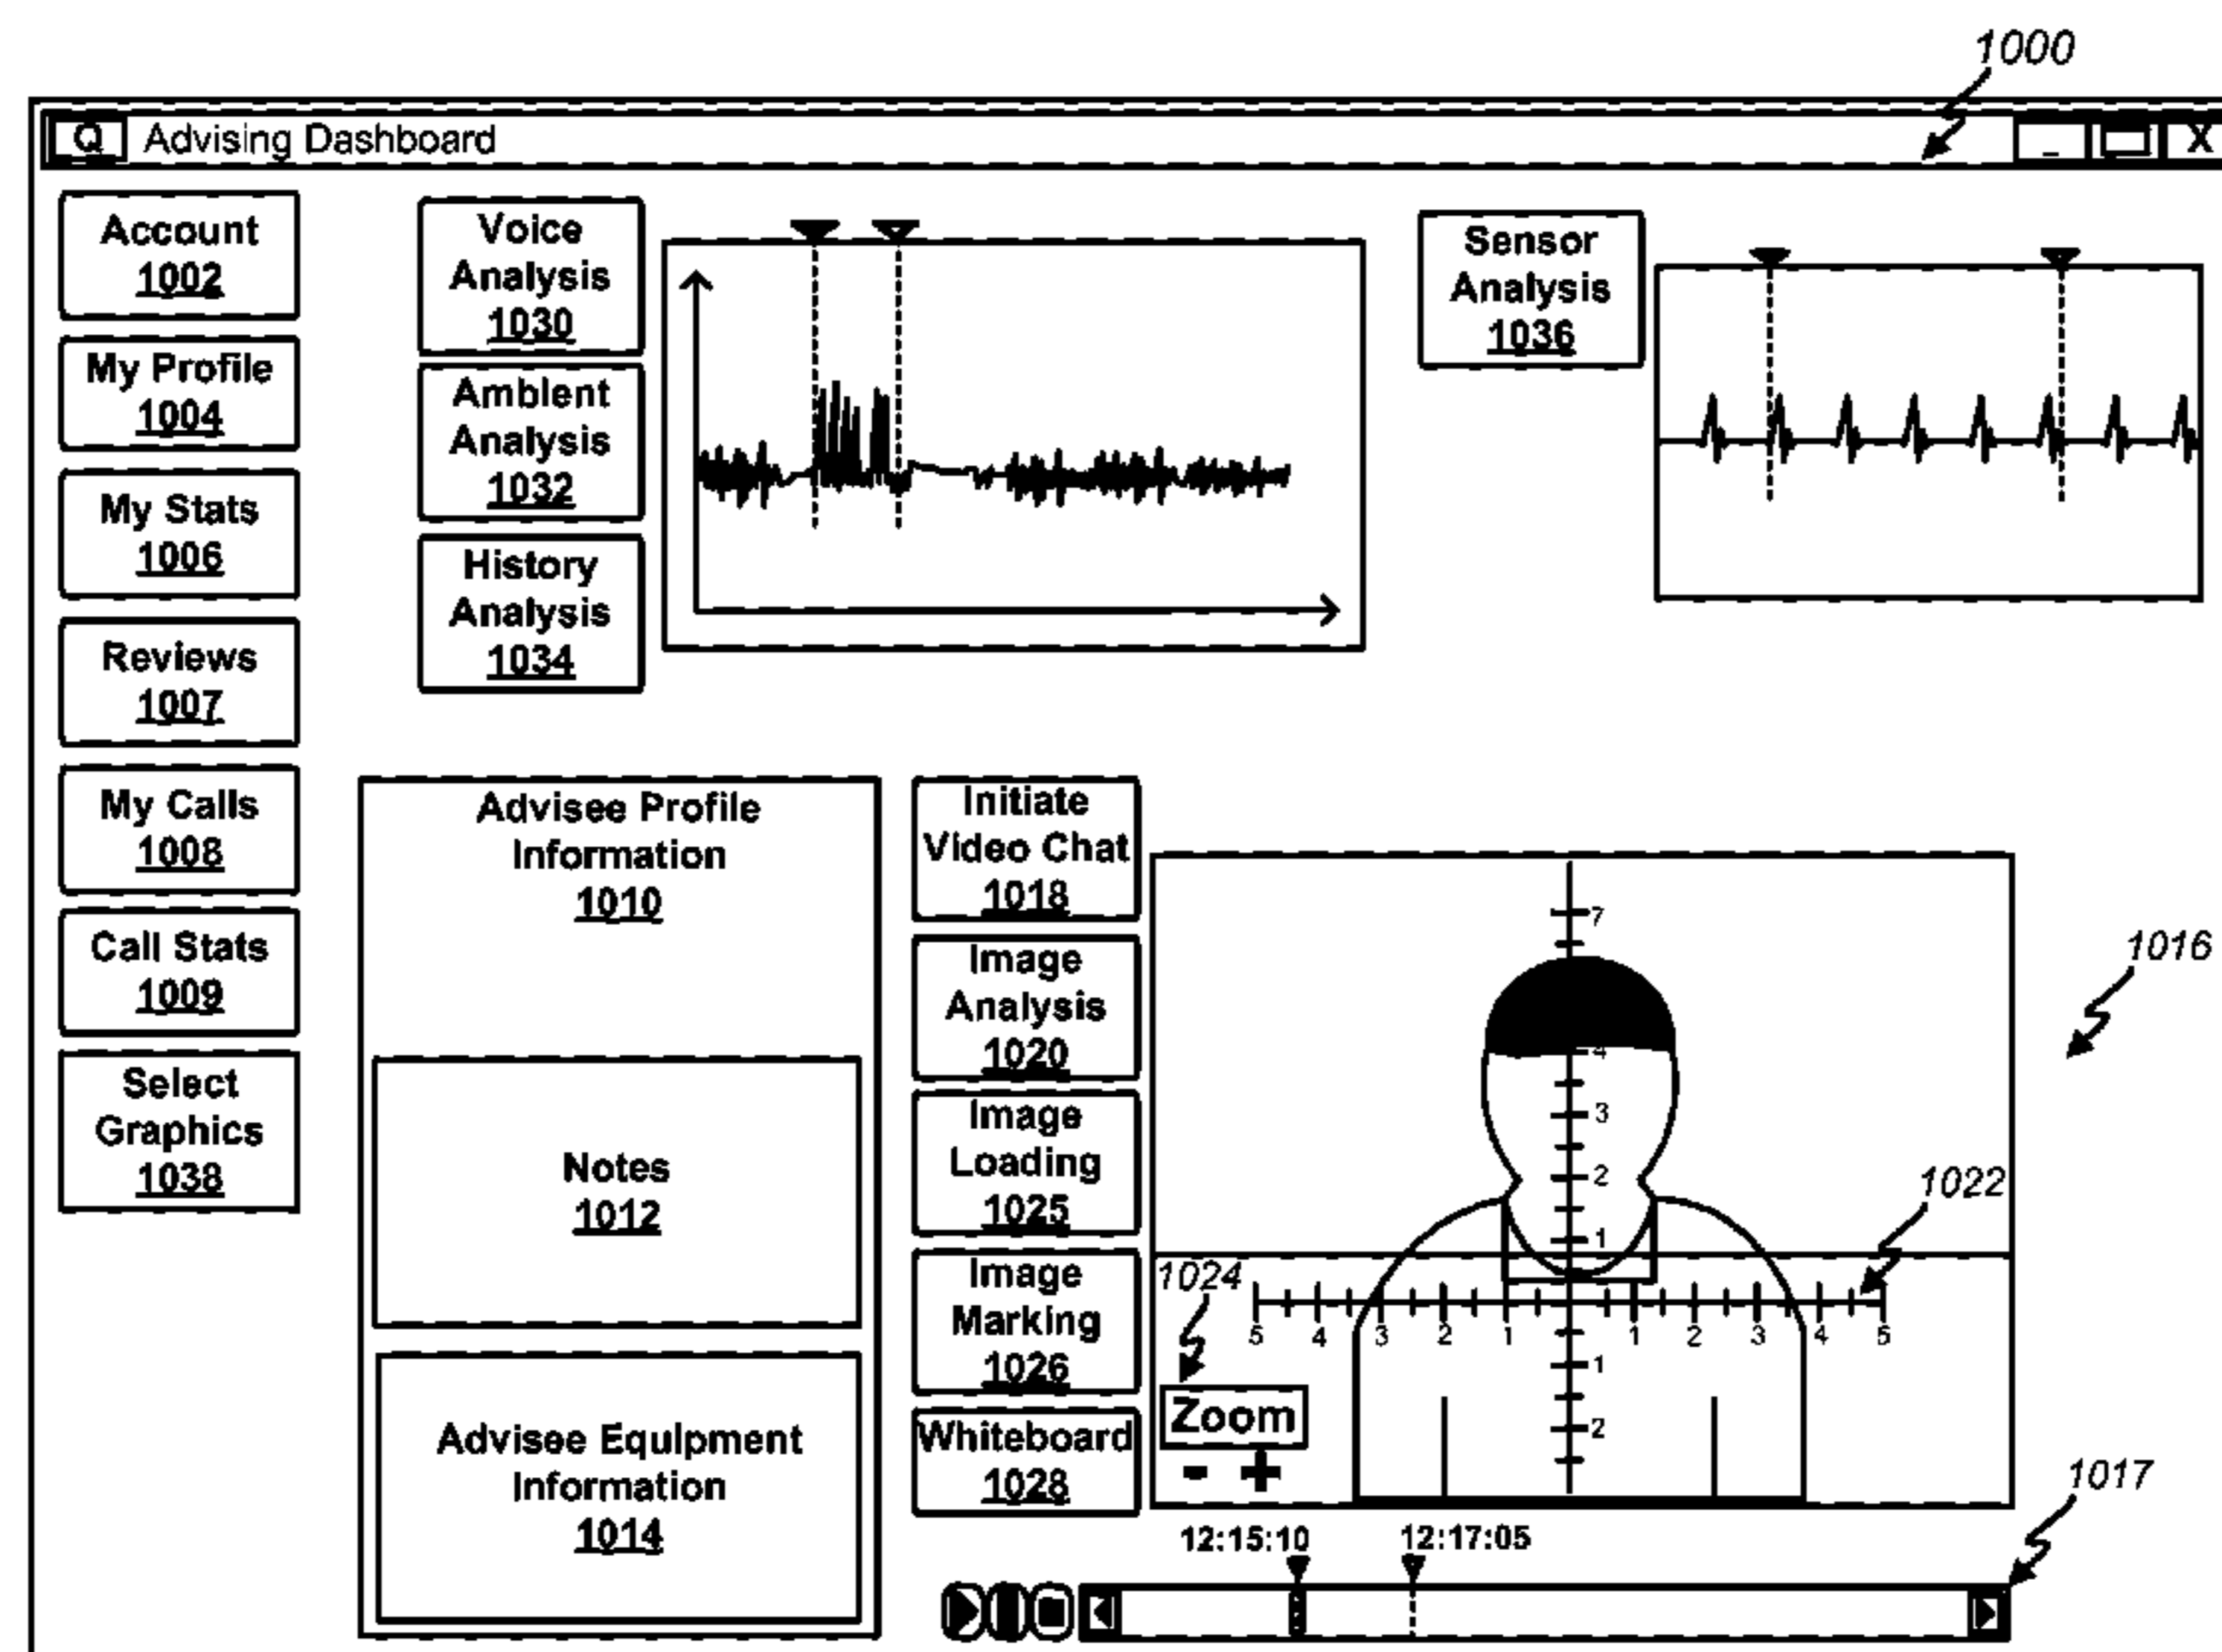 1000
Q Advising Dashboard _ X
Account
1002
My Profile
1004
My Stats
1006
Reviews
1007
My Calls
1008
Call Stats
1009
Select
Graphics
1038
Voice
Analysis
1030
Ambient
Analysis
1032
History
Analysis
1034
Sensor
Analysis
1036
Advisee Profile
Information
1010
Notes
1012
Advisee Equipment
Information
1014
Initiate
Video Chat
1018
Image
Analysis
1020
Image
Loading
1025
Image
Marking
1026
Whiteboard
1028
7
4
3
2
1
5 4 3 2 1 1 2 3 4 5
1
2
1016
1022
1024
Zoom
- +
12:15:10 12:17:05
1017